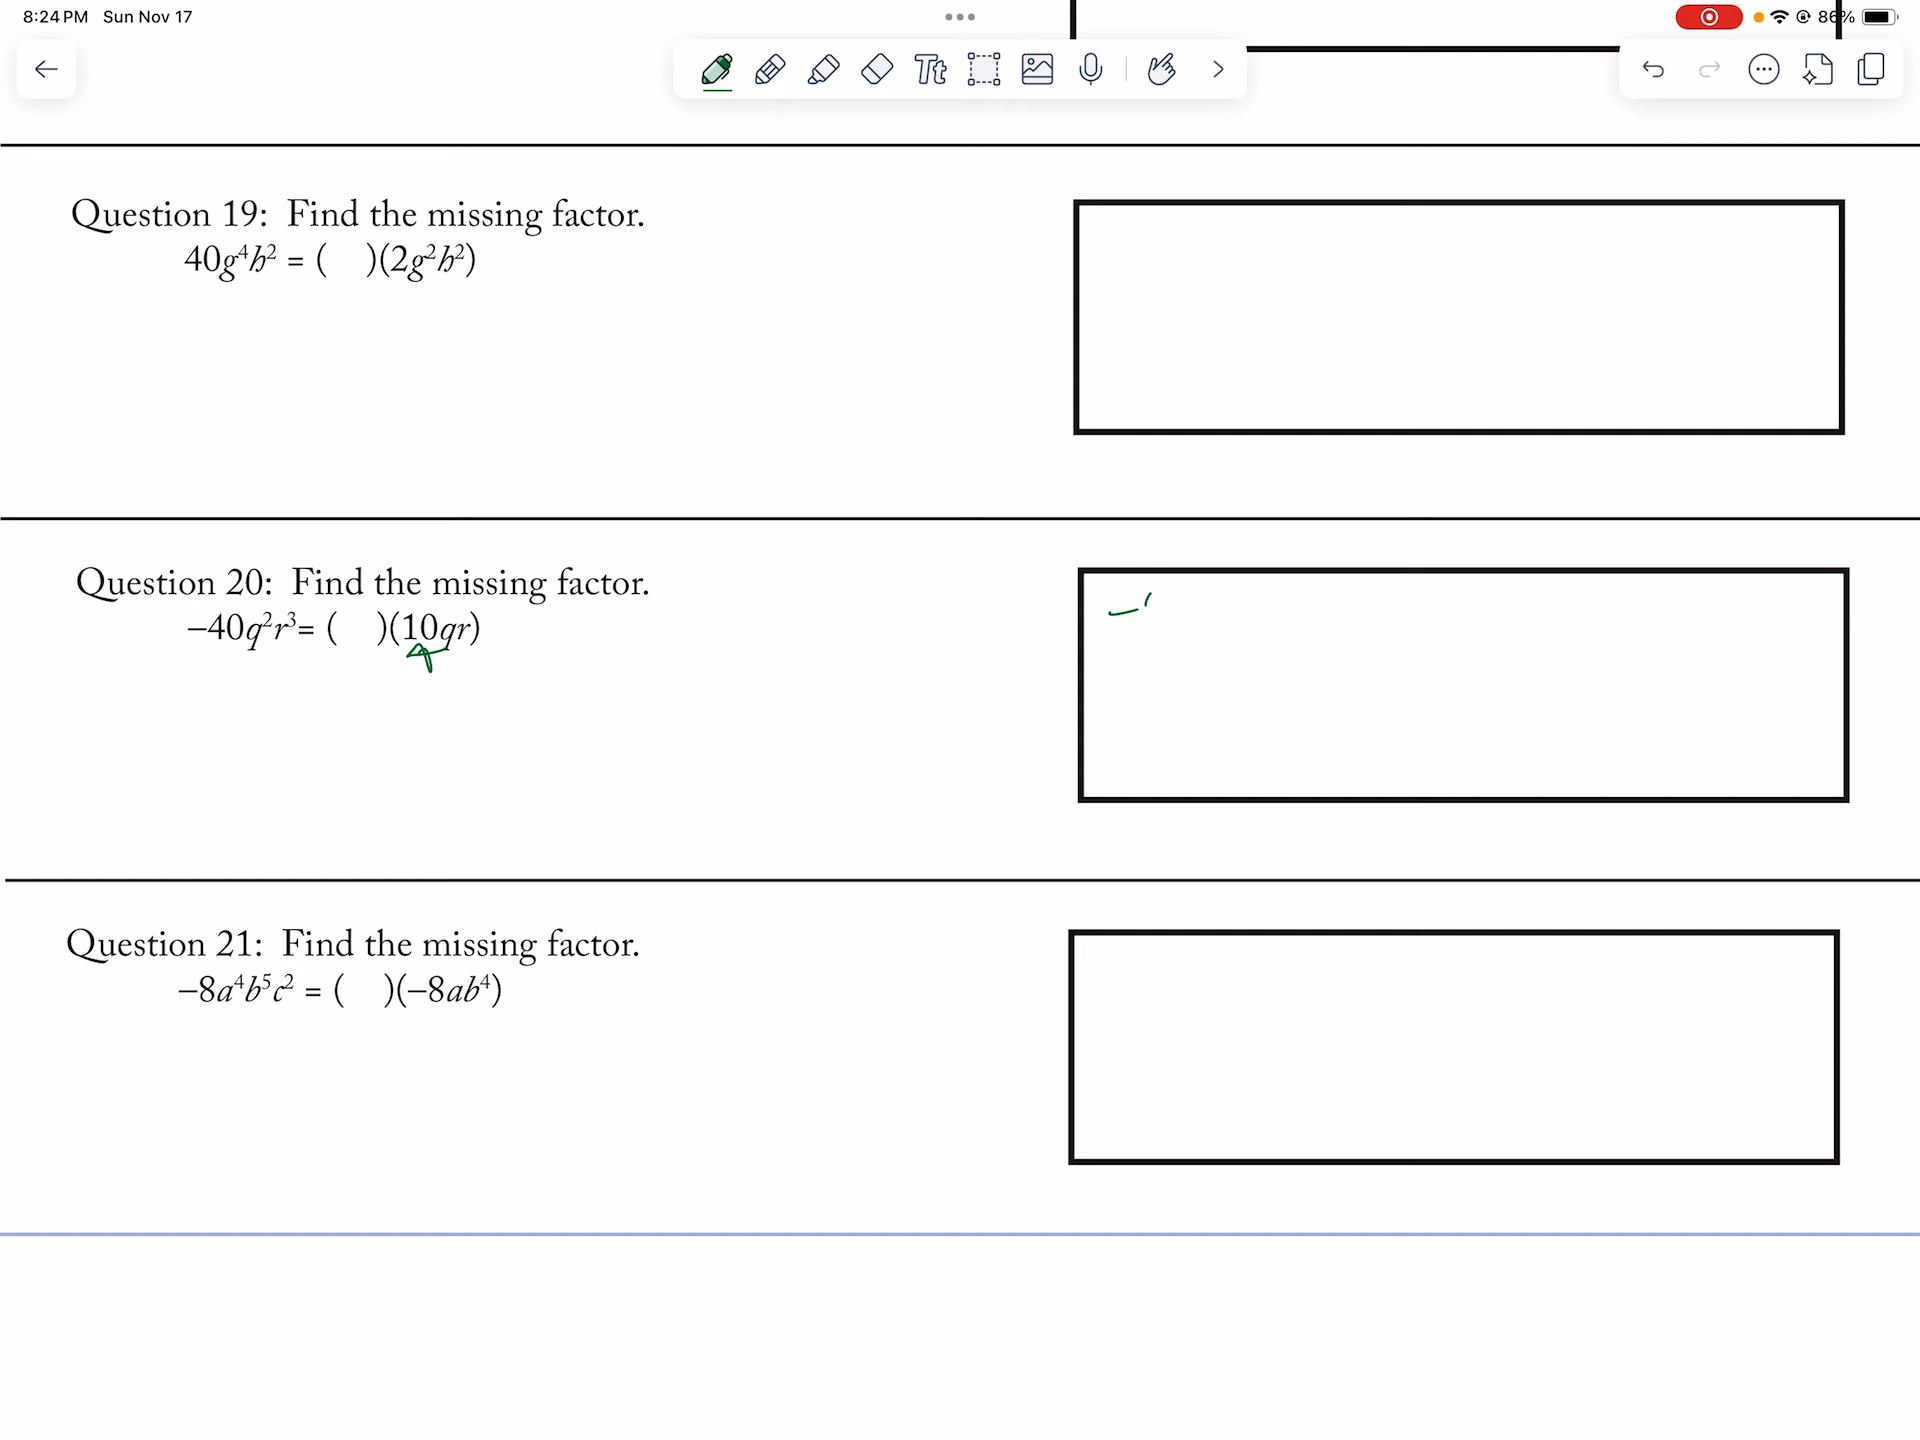 8:24 PM Sun Nov 17
86%
Tt
Question 19: Find the missing factor.
40g⁴h² = ( )(2g²h²)
Question 20: Find the missing factor.
–40q²r³= ( )(10qr)
Question 21: Find the missing factor.
–8a⁴b⁵c² = ( )(–8ab⁴)